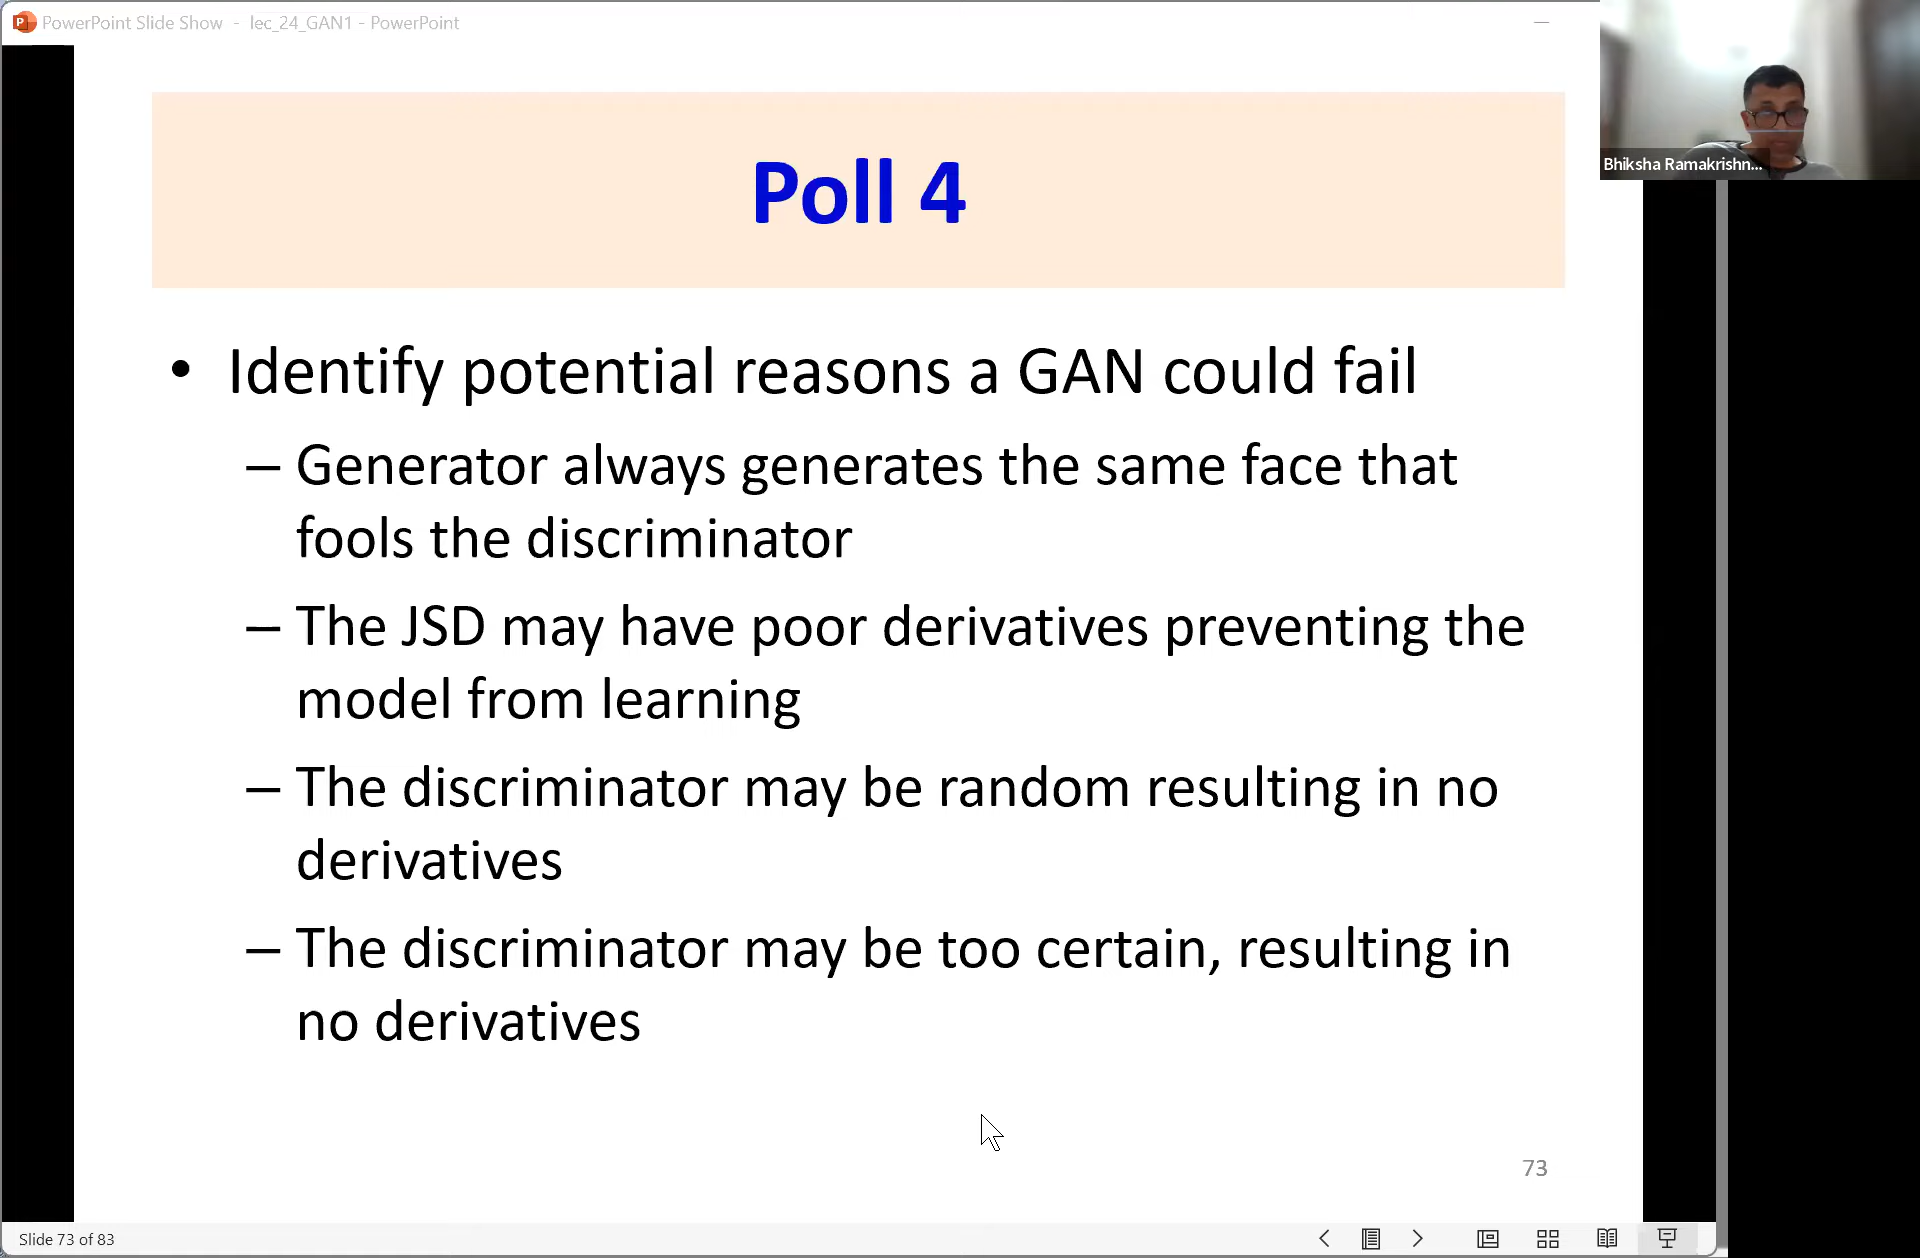 PowerPoint Slide Show - lec_24_GAN1 - PowerPoint
Bhiksha Ramakrishn...
Poll 4
• Identify potential reasons a GAN could fail
– Generator always generates the same face that
fools the discriminator
– The JSD may have poor derivatives preventing the
model from learning
– The discriminator may be random resulting in no
derivatives
– The discriminator may be too certain, resulting in
no derivatives
73
Slide 73 of 83